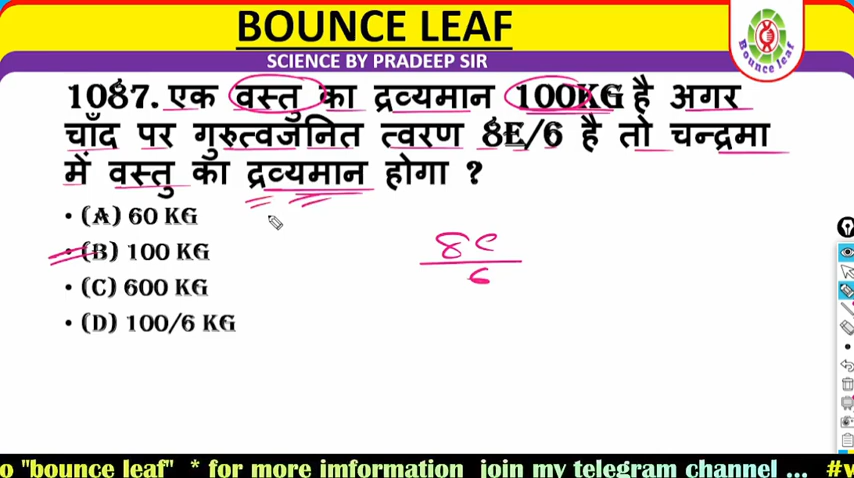 BOUNCE LEAF
SCIENCE BY PRADEEP SIR
Bounce leaf
1087. एक वस्तु का द्रव्यमान 100KG है अगर
चाँद पर गुरुत्वजनित त्वरण 8E/6 है तो चन्द्रमा
में वस्तु का द्रव्यमान होगा ?
• (A) 60 KG
• (B) 100 KG
• (C) 600 KG
• (D) 100/6 KG
8e
6
o "bounce leaf" * for more imformation join my telegram channel ... #w